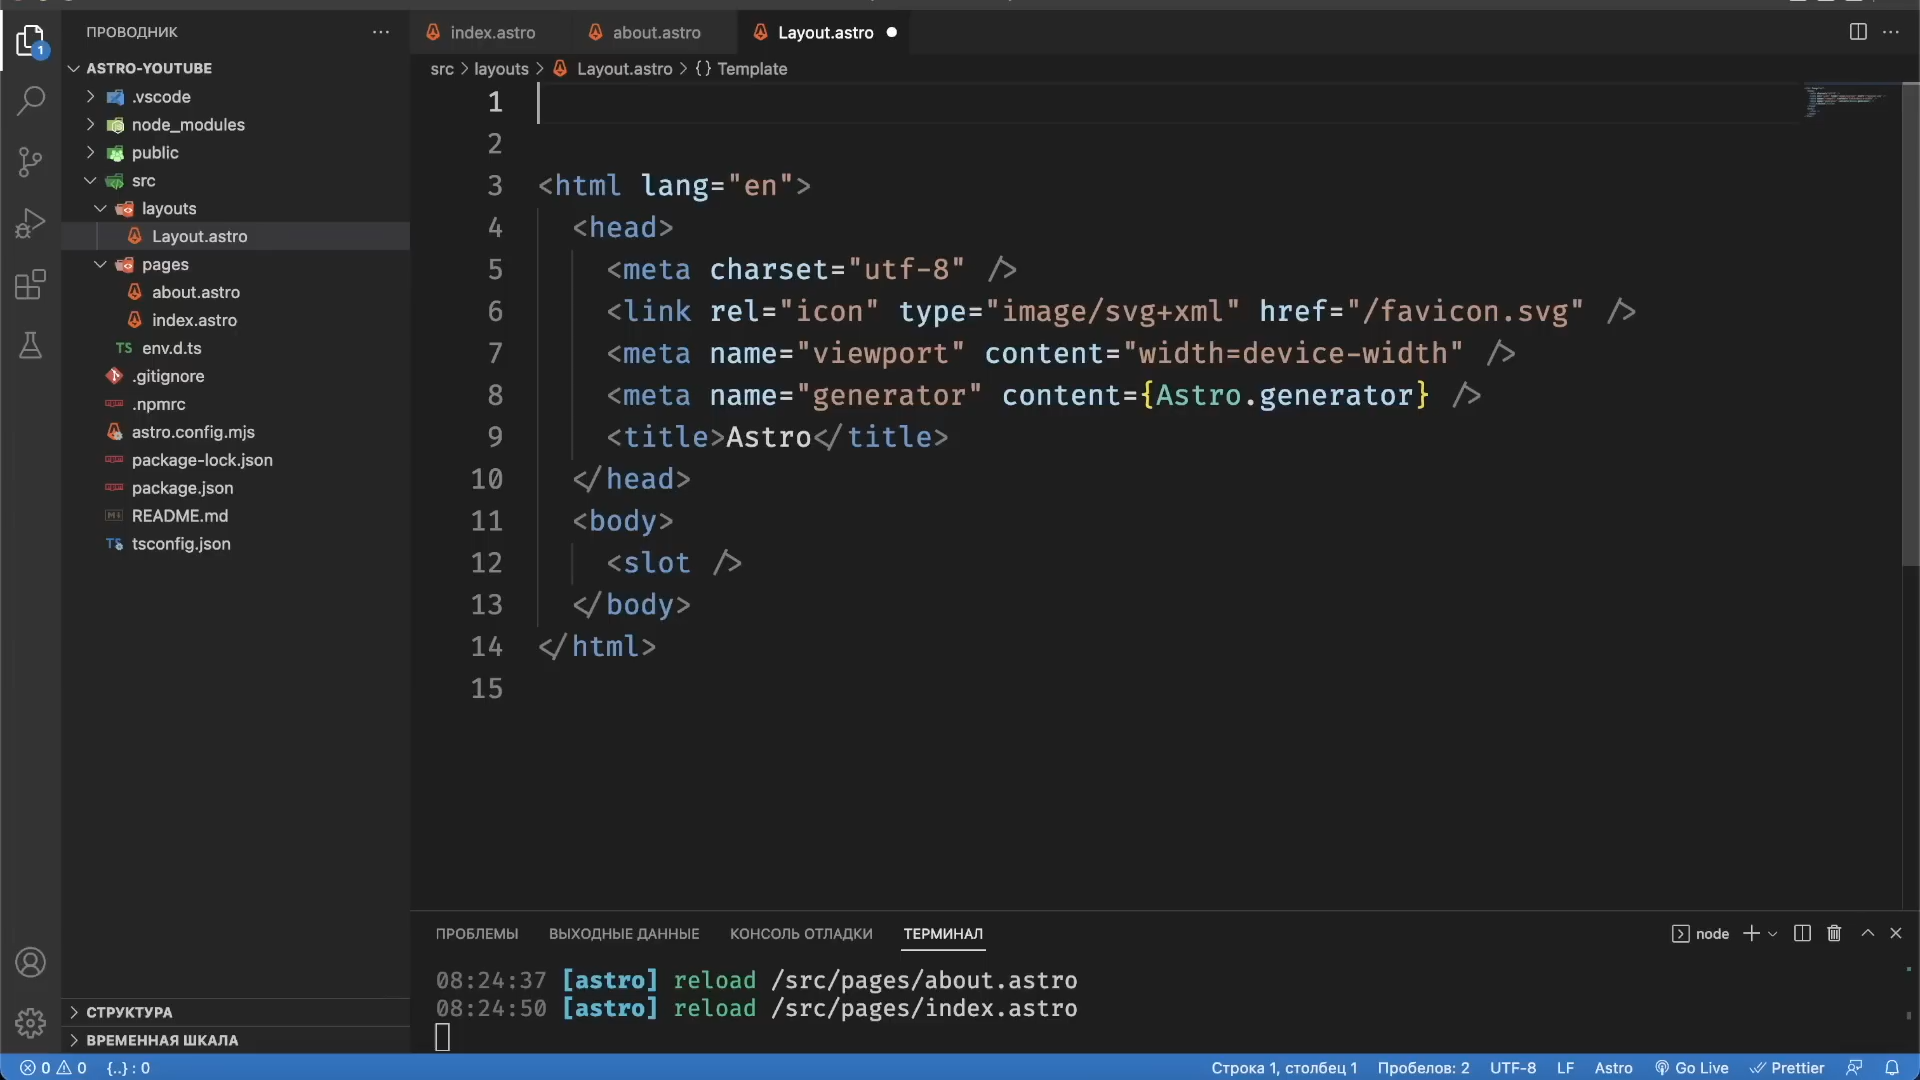 ПРОВОДНИК
index.astro
about.astro
Layout.astro
src > layouts > Layout.astro > {} Template
1
ASTRO-YOUTUBE
.vscode
node_modules
public
src
layouts
Layout.astro
pages
about.astro
index.astro
TS env.d.ts
.gitignore
.npmrc
astro.config.mjs
package-lock.json
package.json
README.md
tsconfig.json
СТРУКТУРА
ВРЕМЕННАЯ ШКАЛА
1
2
3 <html lang="en">
4 <head>
5 <meta charset="utf-8" />
6 <link rel="icon" type="image/svg+xml" href="/favicon.svg" />
7 <meta name="viewport" content="width=device-width" />
8 <meta name="generator" content={Astro.generator} />
9 <title>Astro</title>
10 </head>
11 <body>
12 <slot />
13 </body>
14 </html>
15
ПРОБЛЕМЫ ВЫХОДНЫЕ ДАННЫЕ КОНСОЛЬ ОТЛАДКИ ТЕРМИНАЛ
node
08:24:37 [astro] reload /src/pages/about.astro
08:24:50 [astro] reload /src/pages/index.astro
0 0 {..} : 0
Строка 1, столбец 1 Пробелов: 2 UTF-8 LF Astro Go Live Prettier